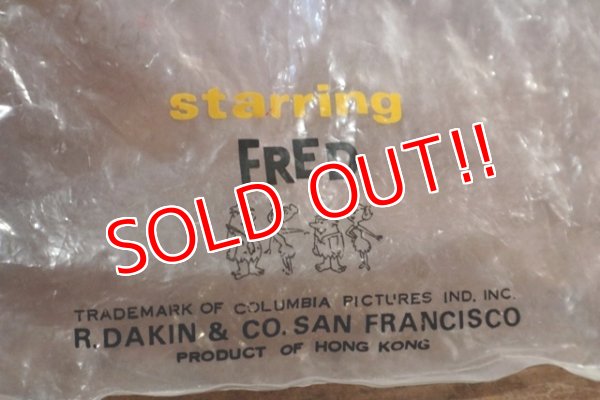 starring
FRED
SOLD OUT!!
TRADEMARK OF COLUMBIA PICTURES IND. INC.
R. DAKIN & CO. SAN FRANCISCO
PRODUCT OF HONG KONG